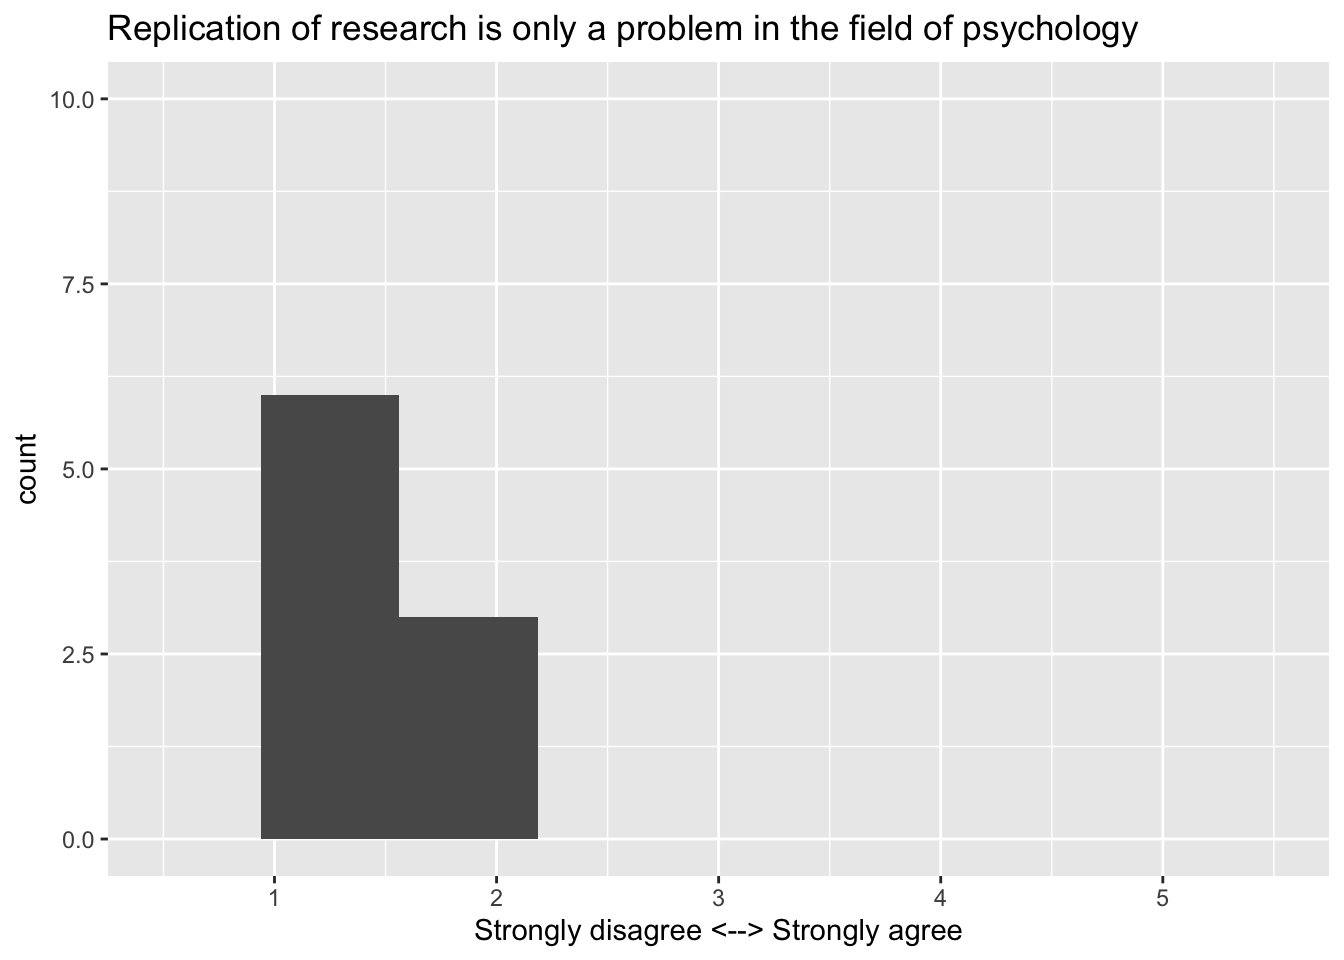 Replication of research is only a problem in the field of psychology
10.0
7.5
5.0
2.5
0.0
count
1 2 3 4 5
Strongly disagree <--> Strongly agree